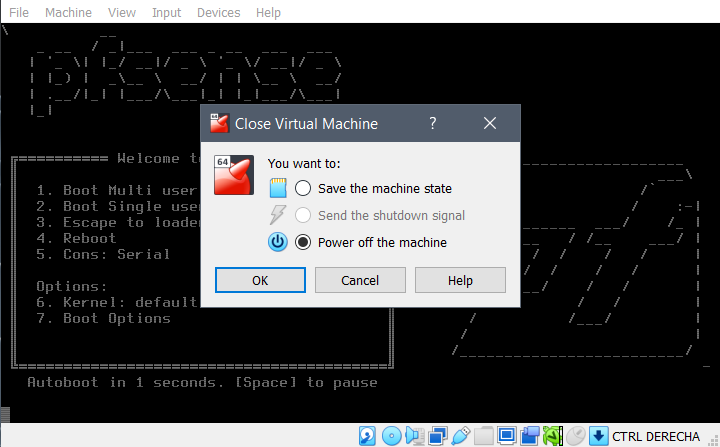 File Machine View Input Devices Help
Close Virtual Machine ?
64
You want to:
Save the machine state
Send the shutdown signal
Power off the machine
OK Cancel Help
Welcome to
1. Boot Multi user
2. Boot Single use
3. Escape to loade
4. Reboot
5. Cons: Serial
Options:
6. Kernel: default
7. Boot Options
Autoboot in 1 seconds. [Space] to pause
CTRL DERECHA